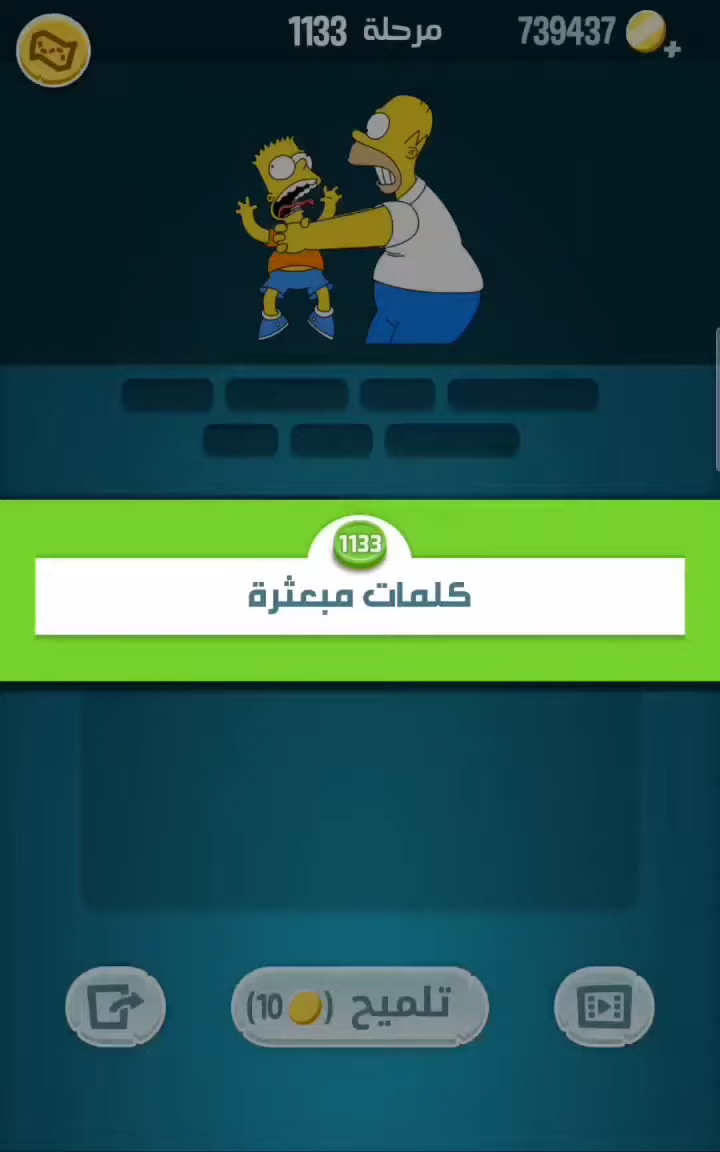 مرحلة 1133
739437
1133
كلمات مبعثرة
تلميح (10)